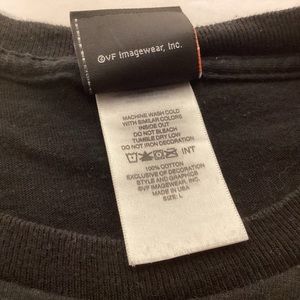 ©VF Imagewear, Inc.
MACHINE WASH COLD
WITH SIMILAR COLORS
INSIDE OUT
DO NOT BLEACH
TUMBLE DRY LOW
DO NOT IRON DECORATION
INT
100% COTTON
EXCLUSIVE OF DECORATION
STYLE AND GRAPHICS
©VF IMAGEWEAR, INC.
MADE IN USA
SIZE: L